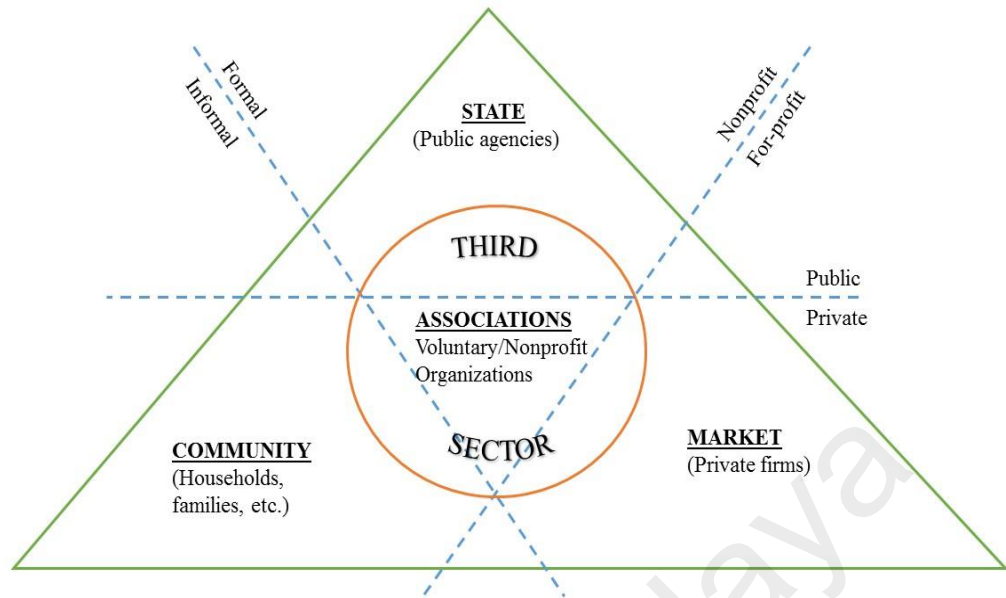 Formal
Informal
Nonprofit
For-profit
STATE
(Public agencies)
THIRD
Public
Private
ASSOCIATIONS
Voluntary/Nonprofit
Organizations
SECTOR
COMMUNITY
(Households,
families, etc.)
MARKET
(Private firms)
laya